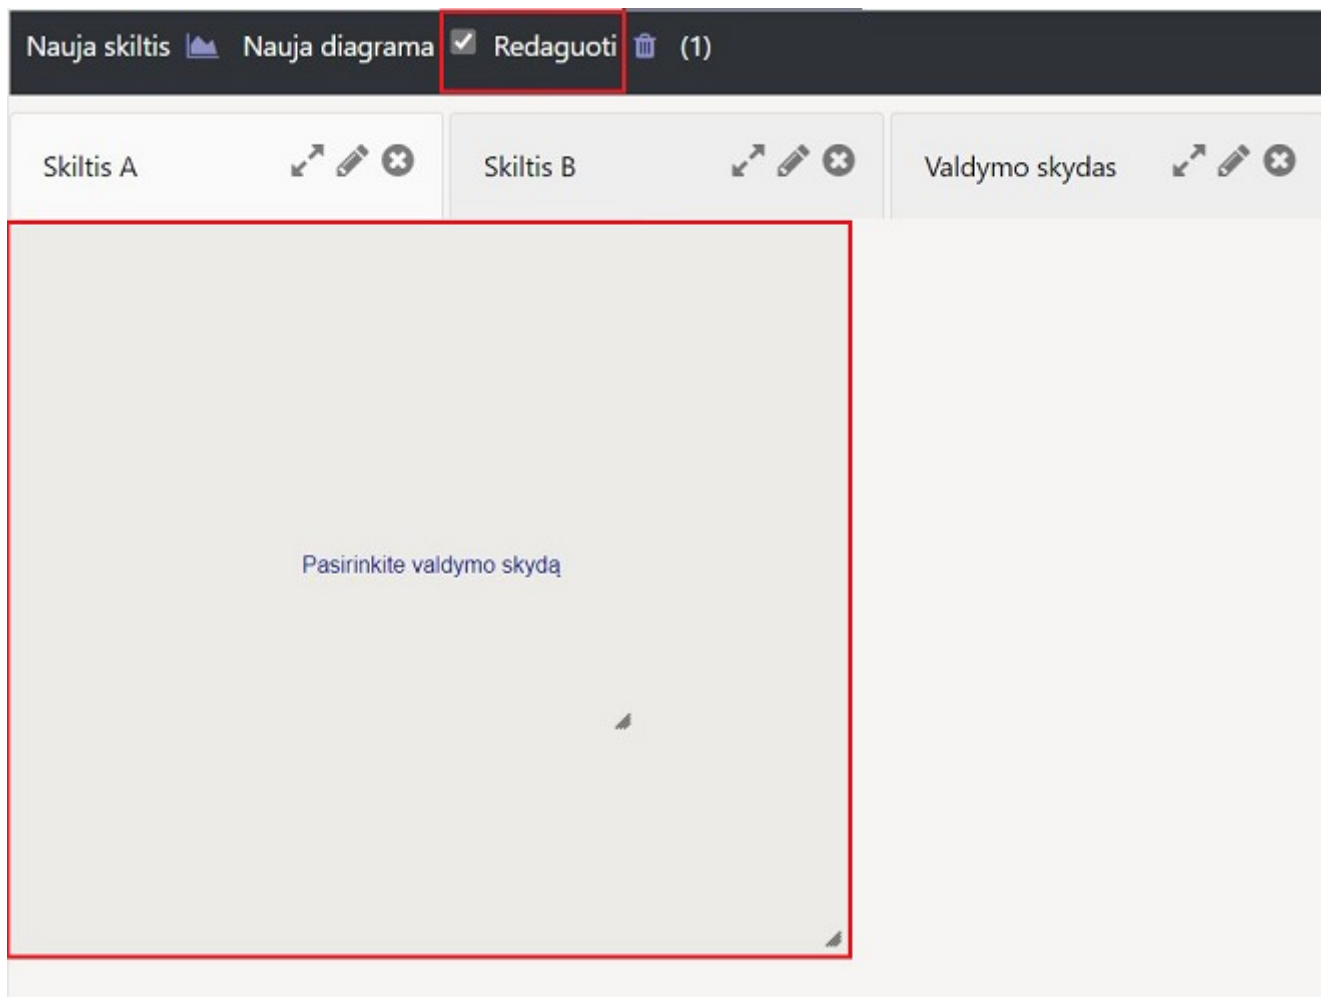 Nauja skiltis Nauja diagrama Redaguoti (1)
Skiltis A Skiltis B Valdymo skydas
Pasirinkite valdymo skydą